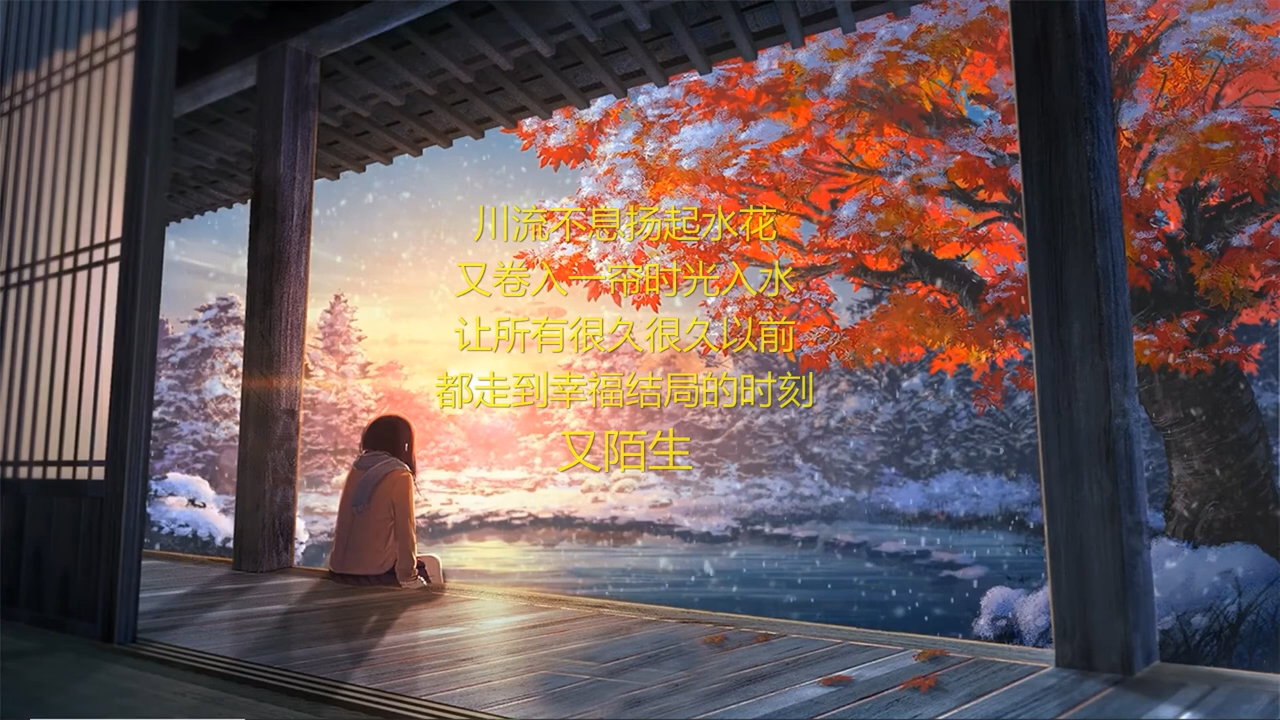 川流不息扬起水花
又卷入一帘时光入水
让所有很久很久以前
都走到幸福结局的时刻
又陌生